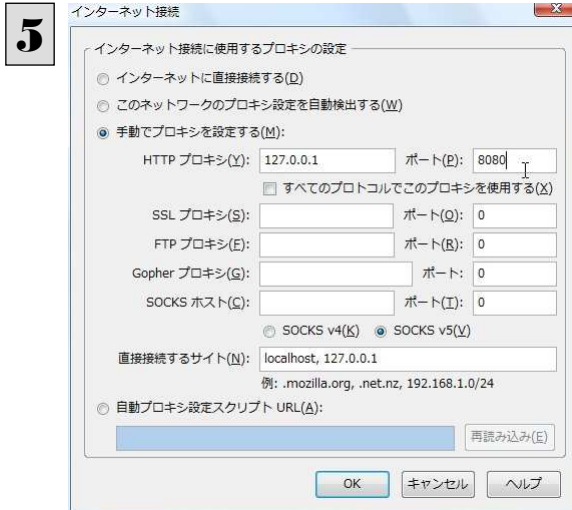 5
インターネット接続
インターネット接続に使用するプロキシの設定
インターネットに直接接続する(D)
このネットワークのプロキシ設定を自動検出する(W)
手動でプロキシを設定する(M):
HTTP プロキシ(Y): 127.0.0.1 ポート(P): 8080
すべてのプロトコルでこのプロキシを使用する(X)
SSL プロキシ(S): ポート(O): 0
FTP プロキシ(F): ポート(R): 0
Gopher プロキシ(G): ポート: 0
SOCKS ホスト(C): ポート(T): 0
SOCKS v4(K) SOCKS v5(V)
直接接続するサイト(N): localhost, 127.0.0.1
例: .mozilla.org, .net.nz, 192.168.1.0/24
自動プロキシ設定スクリプト URL(A):
再読み込み(E)
OK キャンセル ヘルプ